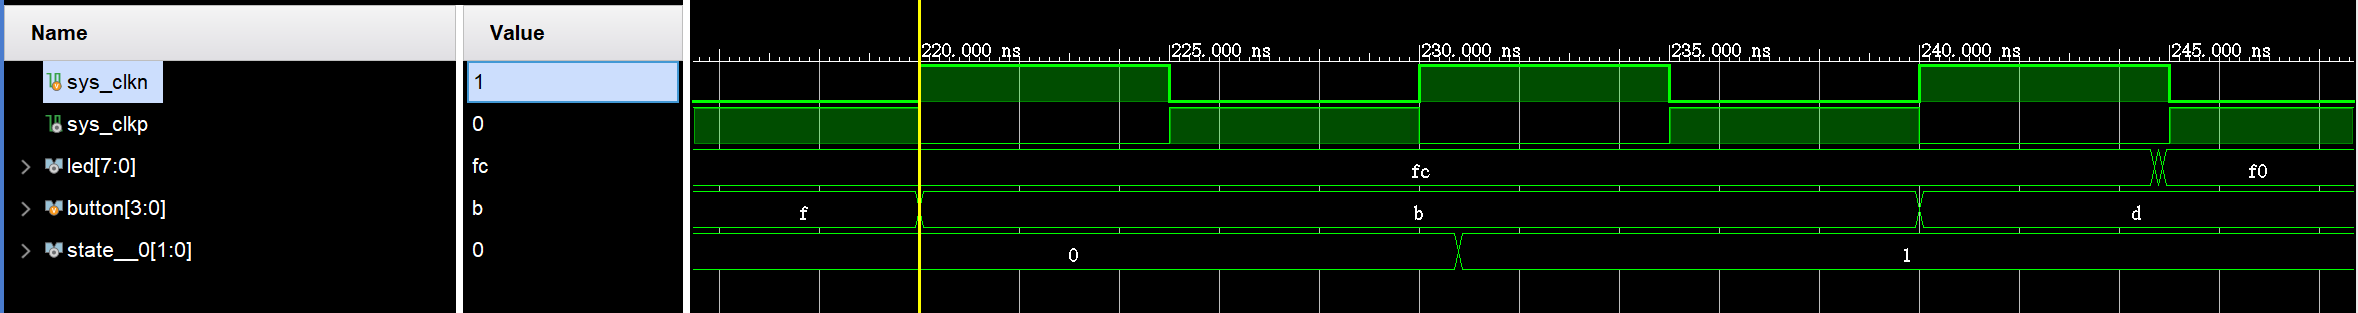 Name Value
220.000 ns 225.000 ns 230.000 ns 235.000 ns 240.000 ns 245.000 ns
sys_clkn 1
sys_clkp 0
led[7:0] fc fc f0
button[3:0] b f b d
state__0[1:0] 0 0 1